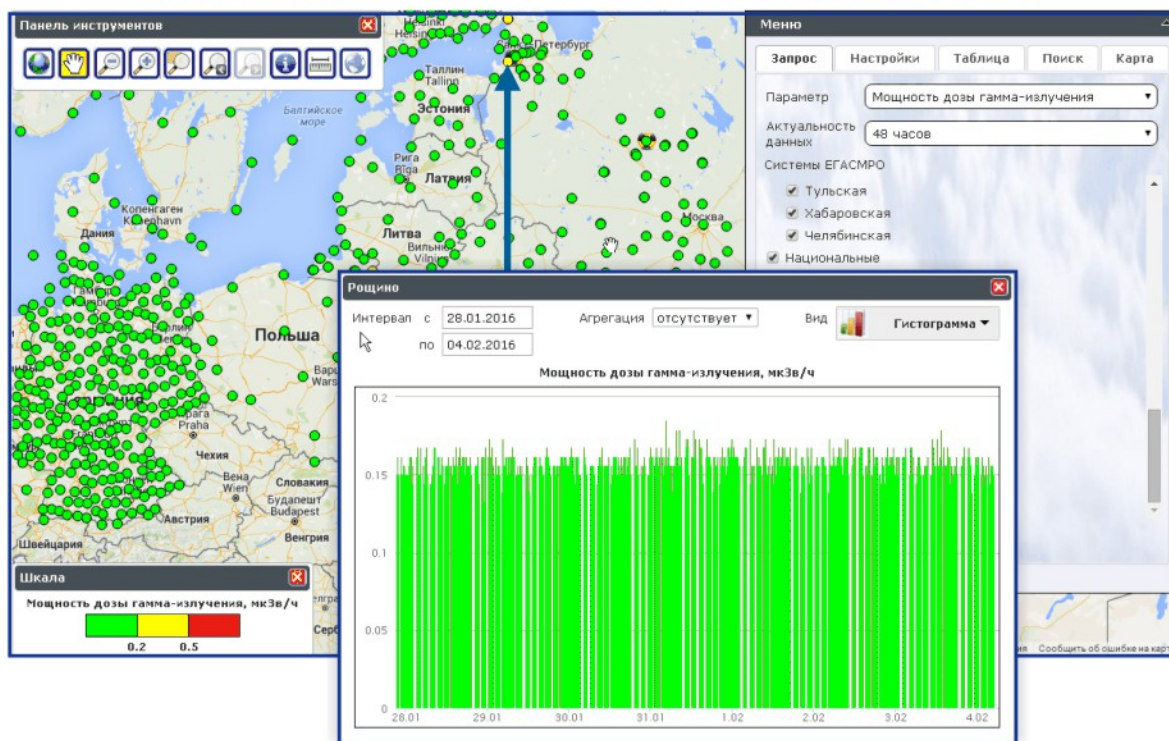 Панель инструментов
Helsinki
Петербург
Таллин
Tallinn
Эстония
Балтийское
море
Рига
Rīga
Латвия
Москва
Копенгаген
Дания
Литва
Вильнюс
Vilnius
Польша
Прага
Praha
Чехия
Вена
Wien
Словакия
Будапешт
Budapest
Австрия
Венгрия
Швейцария
Шкала
Мощность дозы гамма-излучения, мкЗв/ч
0.2 0.5
Меню
Запрос Настройки Таблица Поиск Карта
Параметр Мощность дозы гамма-излучения
Актуальность
данных 48 часов
Системы ЕГАСМРО
Тульская
Хабаровская
Челябинская
Национальные
Рощино
Интервал с 28.01.2016 Агрегация отсутствует Вид Гистограмма
по 04.02.2016
Мощность дозы гамма-излучения, мкЗв/ч
0.2
0.15
0.1
0.05
0
28.01 29.01 30.01 31.01 1.02 2.02 3.02 4.02
Сообщить об ошибке на карт